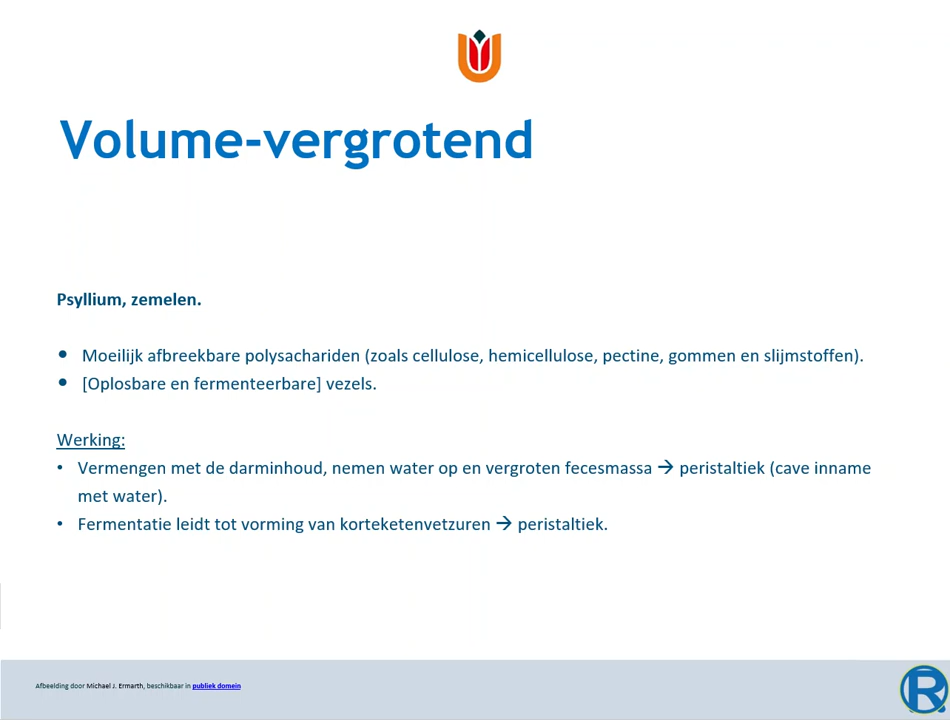 Volume-vergrotend
Psyllium, zemelen.
• Moeilijk afbreekbare polysachariden (zoals cellulose, hemicellulose, pectine, gommen en slijmstoffen).
• [Oplosbare en fermenteerbare] vezels.
Werking:
• Vermengen met de darminhoud, nemen water op en vergroten fecesmassa → peristaltiek (cave inname
met water).
• Fermentatie leidt tot vorming van korteketenvetzuren → peristaltiek.
Afbeelding door Michael J. Ermarth, beschikbaar in publiek domein
R